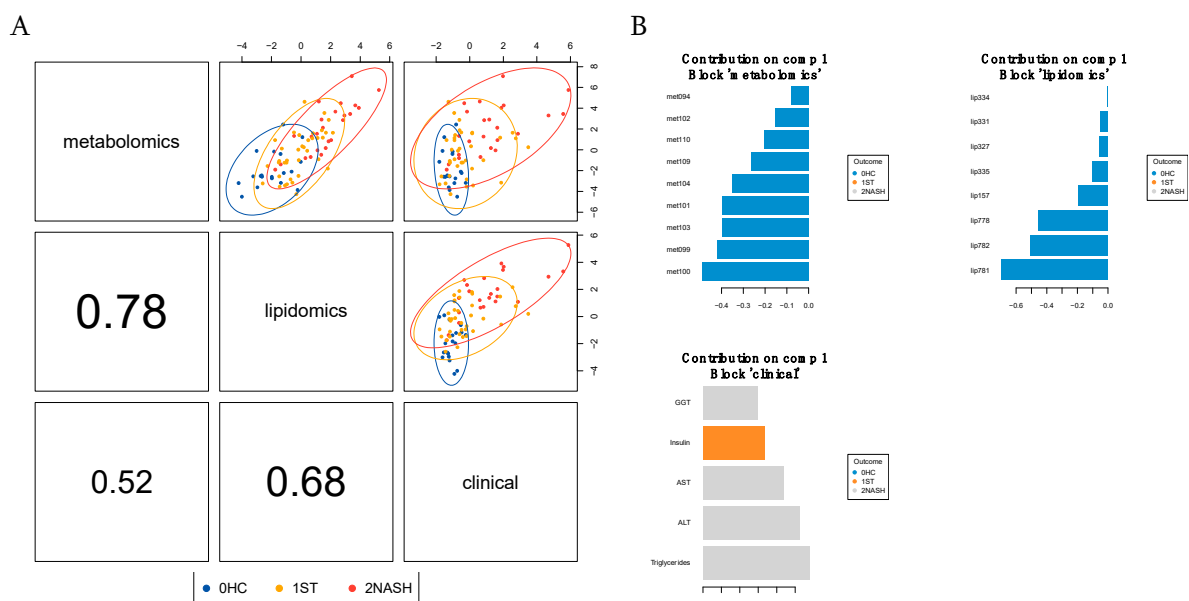 A
B
−4 −2 0 2 4 6
−2 0 2 4 6
metabolomics
−6 −4 −2 0 2 4 6 8
0.78
lipidomics
−4 −2 0 2 4 6
0.52
0.68
clinical
0HC 1ST 2NASH
Contribution on comp 1
Block 'metabolomics'
met094
met102
met110
met109
met104
met101
met103
met099
met100
−0.4 −0.3 −0.2 −0.1 0.0
Outcome
0HC
1ST
2NASH
Contribution on comp 1
Block 'lipidomics'
lip334
lip331
lip327
lip335
lip157
lip778
lip782
lip781
−0.6 −0.4 −0.2 0.0
Outcome
0HC
1ST
2NASH
Contribution on comp 1
Block 'clinical'
GGT
Insulin
AST
ALT
Triglycerides
Outcome
0HC
1ST
2NASH